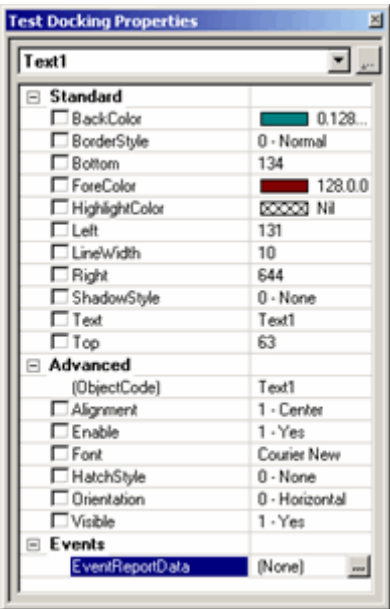 Test Docking Properties
Text1
Standard
BackColor 0.128...
BorderStyle 0 - Normal
Bottom 134
ForeColor 128.0.0
HighlightColor Nil
Left 131
LineWidth 10
Right 644
ShadowStyle 0 - None
Text Text1
Top 63
Advanced
(ObjectCode) Text1
Alignment 1 - Center
Enable 1 - Yes
Font Courier New
HatchStyle 0 - None
Orientation 0 - Horizontal
Visible 1 - Yes
Events
EventReportData (None) ...